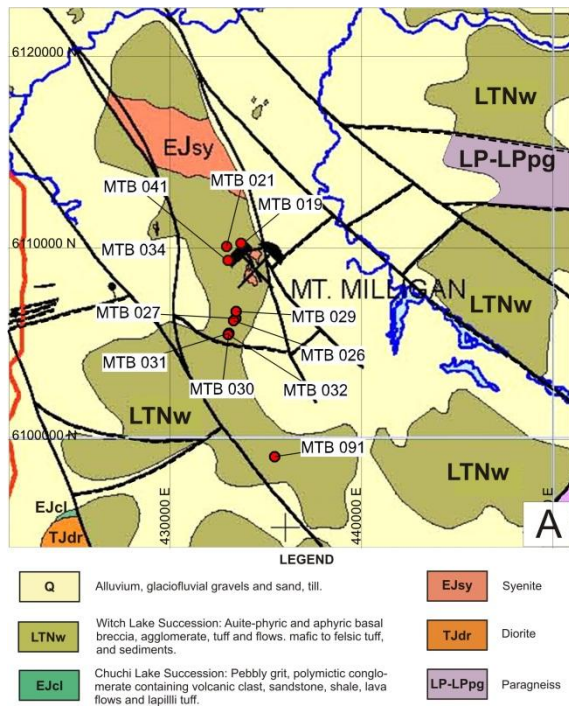 6120000 N
LTNw
EJsy
LP-LPpg
MTB 041
MTB 021
MTB 019
6110000 N
MTB 034
MT. MILLIGAN
LTNw
MTB 027
MTB 029
MTB 031
MTB 026
MTB 030
MTB 032
LTNw
6100000 N
MTB 091
LTNw
EJcl
TJdr
430000 E
440000 E
E
A
LEGEND
Q
Alluvium, glaciofluvial gravels and sand, till.
EJsy
Syenite
LTNw
Witch Lake Succession: Auite-phyric and aphyric basal
breccia, agglomerate, tuff and flows. mafic to felsic tuff,
and sediments.
TJdr
Diorite
EJcl
Chuchi Lake Succession: Pebbly grit, polymictic conglo-
merate containing volcanic clast, sandstone, shale, lava
flows and lapillli tuff.
LP-LPpg
Paragneiss